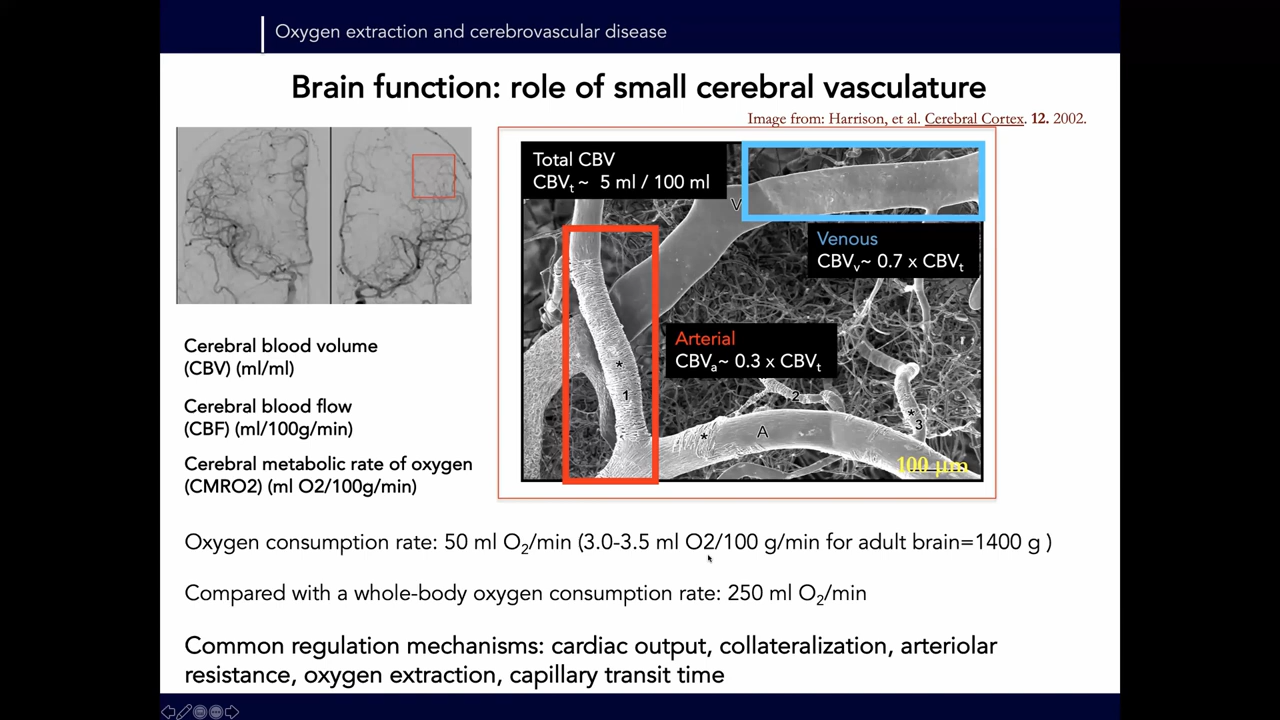 Oxygen extraction and cerebrovascular disease
Brain function: role of small cerebral vasculature
Image from: Harrison, et al. Cerebral Cortex. 12. 2002.
Total CBV
CBVt ~ 5 ml / 100 ml
V
Venous
CBVv~ 0.7 x CBVt
Arterial
CBVa~ 0.3 x CBVt
*
1
2
*
A
*
3
100 µm
Cerebral blood volume
(CBV) (ml/ml)
Cerebral blood flow
(CBF) (ml/100g/min)
Cerebral metabolic rate of oxygen
(CMRO2) (ml O2/100g/min)
Oxygen consumption rate: 50 ml O2/min (3.0-3.5 ml O2/100 g/min for adult brain=1400 g )
Compared with a whole-body oxygen consumption rate: 250 ml O2/min
Common regulation mechanisms: cardiac output, collateralization, arteriolar
resistance, oxygen extraction, capillary transit time